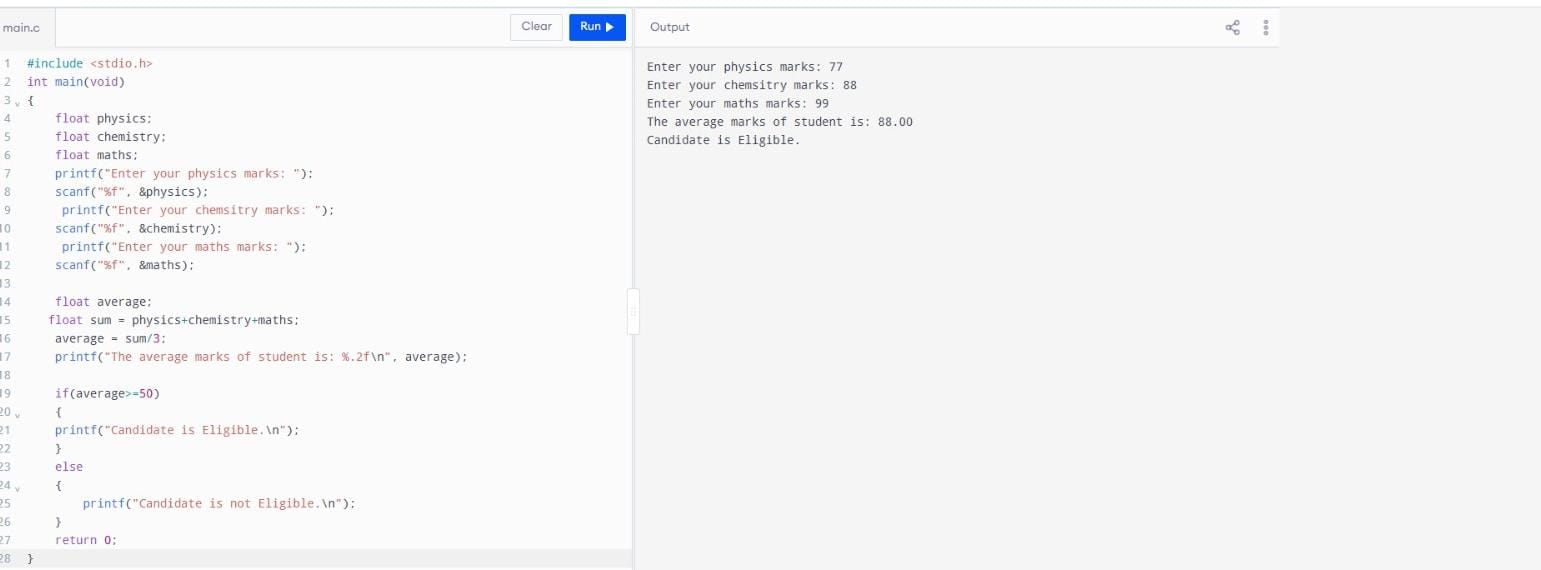 main.c
Clear
Run
Output
1 #include <stdio.h>
2 int main(void)
3 {
4 float physics;
5 float chemistry;
6 float maths;
7 printf("Enter your physics marks: ");
8 scanf("%f", &physics);
9 printf("Enter your chemsitry marks: ");
10 scanf("%f", &chemistry);
11 printf("Enter your maths marks: ");
12 scanf("%f", &maths);
13
14 float average;
15 float sum = physics+chemistry+maths;
16 average = sum/3;
17 printf("The average marks of student is: %.2f\n", average);
18
19 if(average>=50)
20 {
21 printf("Candidate is Eligible.\n");
22 }
23 else
24 {
25 printf("Candidate is not Eligible.\n");
26 }
27 return 0;
28 }
Enter your physics marks: 77
Enter your chemsitry marks: 88
Enter your maths marks: 99
The average marks of student is: 88.00
Candidate is Eligible.